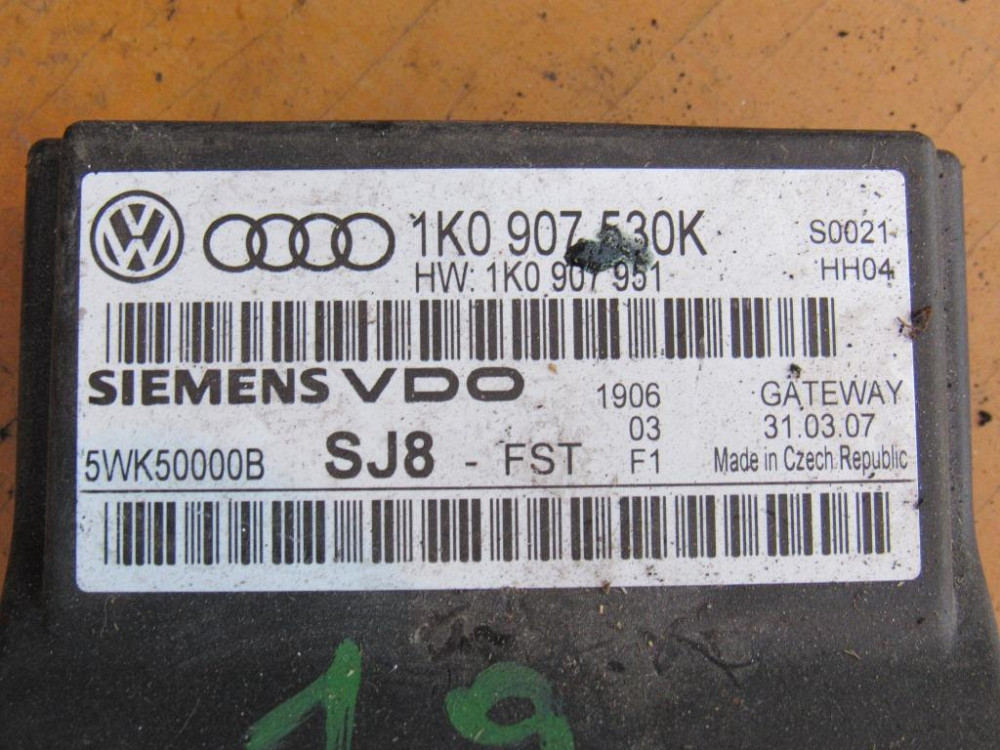 1K0 907 530K S0021
HW: 1K0 907 951 HH04
SIEMENS VDO 1906 GATEWAY
03 31.03.07
5WK50000B SJ8 - FST F1 Made in Czech Republic
19